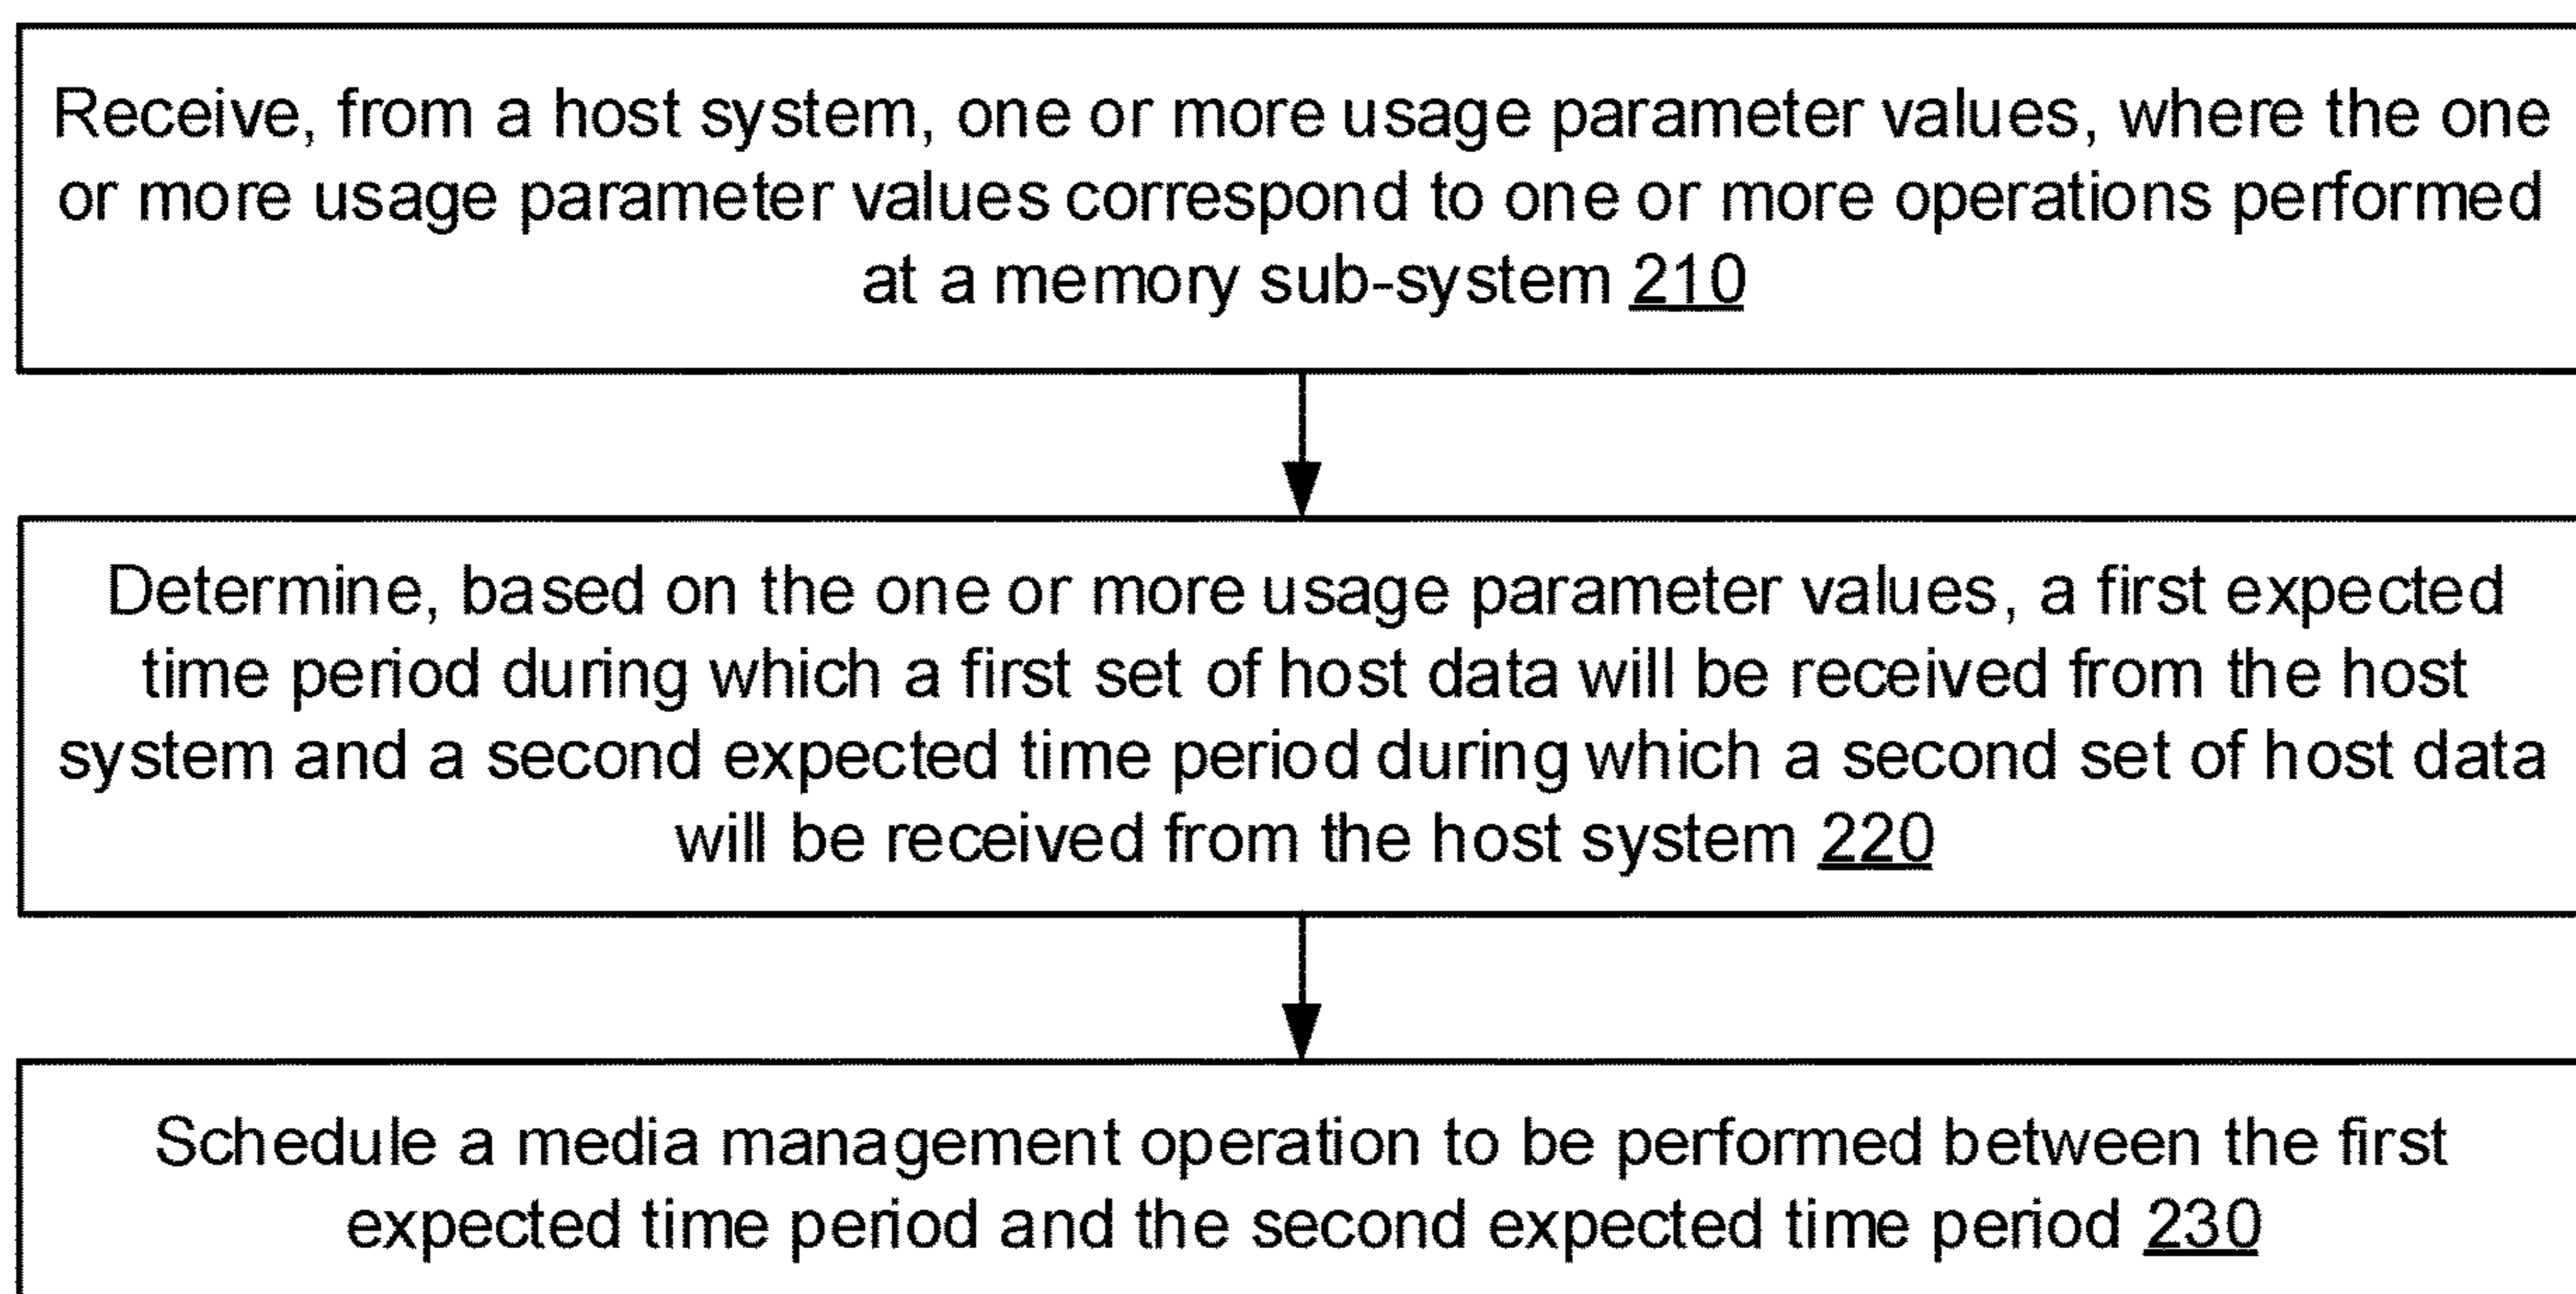 Receive, from a host system, one or more usage parameter values, where the one
or more usage parameter values correspond to one or more operations performed
at a memory sub-system 210
Determine, based on the one or more usage parameter values, a first expected
time period during which a first set of host data will be received from the host
system and a second expected time period during which a second set of host data
will be received from the host system 220
Schedule a media management operation to be performed between the first
expected time period and the second expected time period 230